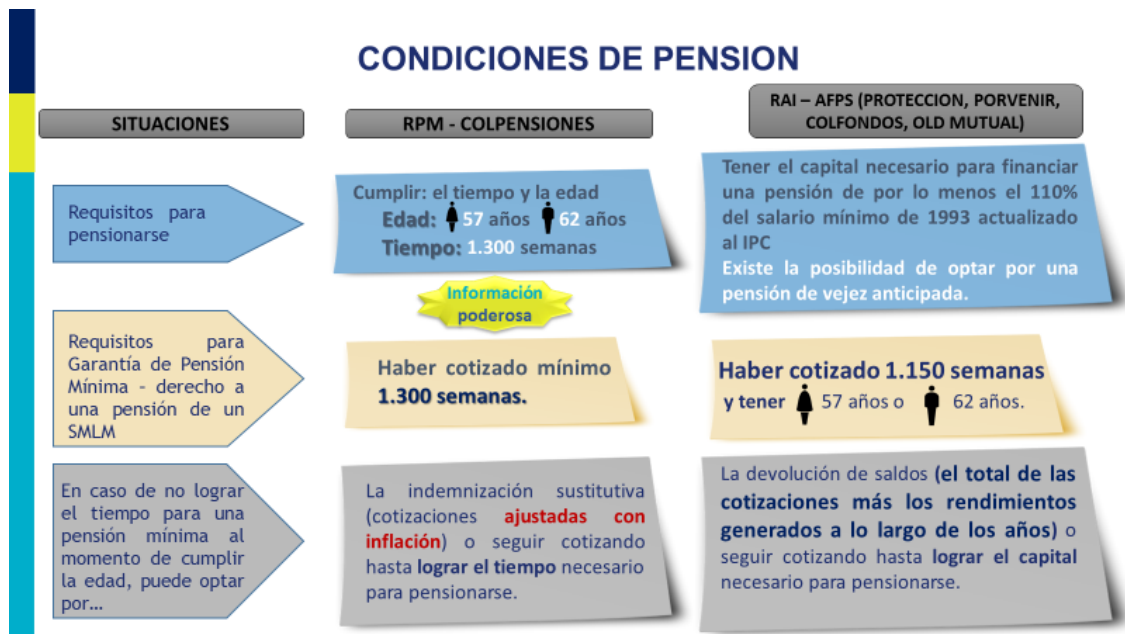 CONDICIONES DE PENSION
SITUACIONES
RPM - COLPENSIONES
RAI – AFPS (PROTECCION, PORVENIR,
COLFONDOS, OLD MUTUAL)
Requisitos para
pensionarse
Cumplir: el tiempo y la edad
Edad: 57 años 62 años
Tiempo: 1.300 semanas
Tener el capital necesario para financiar
una pensión de por lo menos el 110%
del salario mínimo de 1993 actualizado
al IPC
Existe la posibilidad de optar por una
pensión de vejez anticipada.
Información
poderosa
Requisitos para
Garantía de Pensión
Mínima - derecho a
una pensión de un
SMLM
Haber cotizado mínimo
1.300 semanas.
Haber cotizado 1.150 semanas
y tener 57 años o 62 años.
En caso de no lograr
el tiempo para una
pensión mínima al
momento de cumplir
la edad, puede optar
por...
La indemnización sustitutiva
(cotizaciones ajustadas con
inflación) o seguir cotizando
hasta lograr el tiempo necesario
para pensionarse.
La devolución de saldos (el total de las
cotizaciones más los rendimientos
generados a lo largo de los años) o
seguir cotizando hasta lograr el capital
necesario para pensionarse.